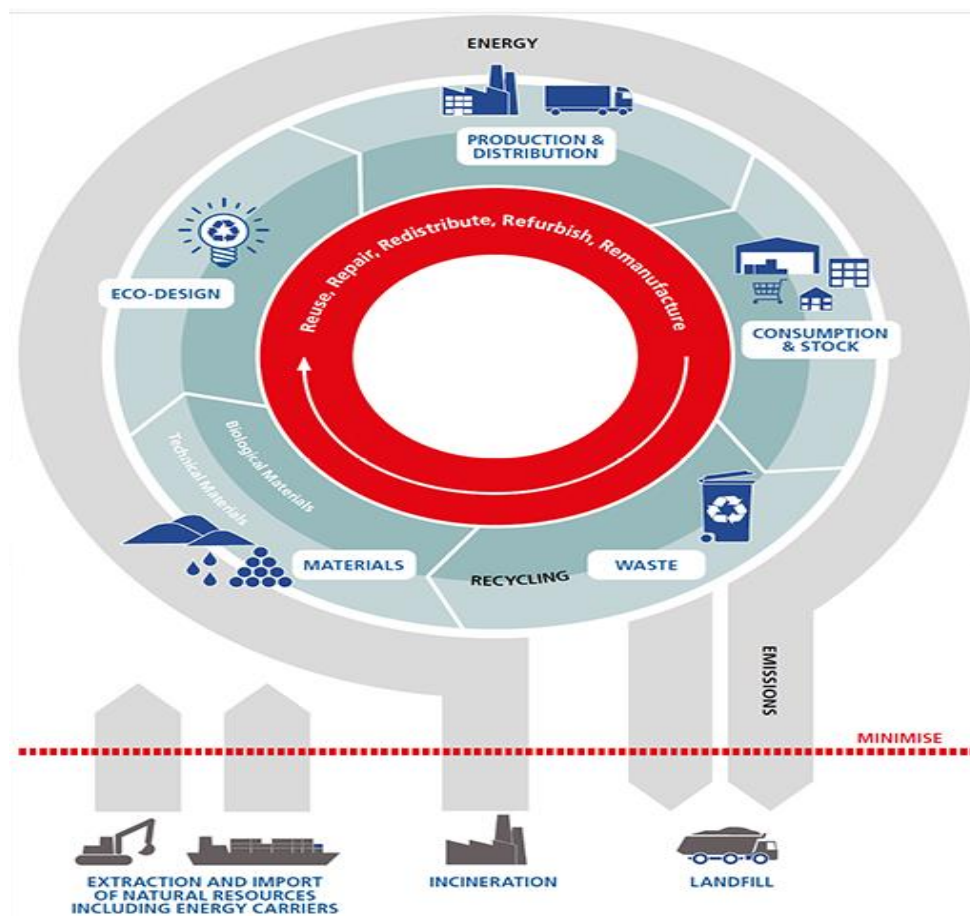 ENERGY
PRODUCTION &
DISTRIBUTION
Reuse, Repair, Redistribute, Refurbish, Remanufacture
ECO-DESIGN
CONSUMPTION
& STOCK
Biological Materials
Technical Materials
MATERIALS
RECYCLING
WASTE
EMISSIONS
MINIMISE
EXTRACTION AND IMPORT
OF NATURAL RESOURCES
INCLUDING ENERGY CARRIERS
INCINERATION
LANDFILL